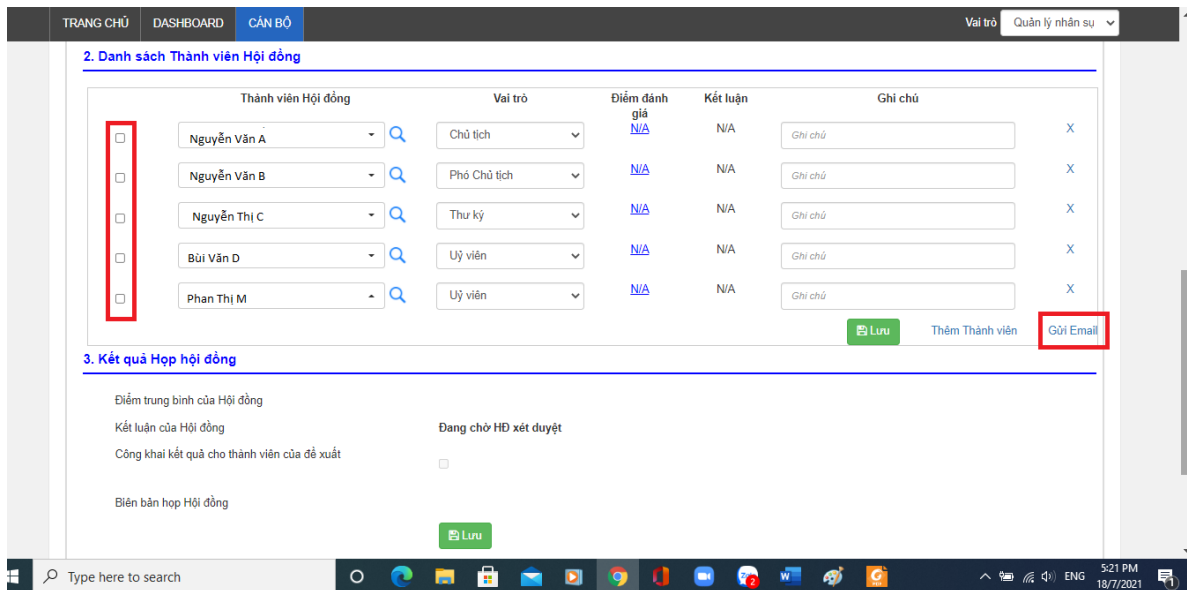 TRANG CHỦ DASHBOARD CÁN BỘ Vai trò Quản lý nhân sự
2. Danh sách Thành viên Hội đồng
Thành viên Hội đồng Vai trò Điểm đánh giá Kết luận Ghi chú
Nguyễn Văn A Chủ tịch N/A N/A Ghi chú X
Nguyễn Văn B Phó Chủ tịch N/A N/A Ghi chú X
Nguyễn Thị C Thư ký N/A N/A Ghi chú X
Bùi Văn D Uỷ viên N/A N/A Ghi chú X
Phan Thị M Uỷ viên N/A N/A Ghi chú X
Lưu Thêm Thành viên Gửi Email
3. Kết quả Họp hội đồng
Điểm trung bình của Hội đồng
Kết luận của Hội đồng Đang chờ HĐ xét duyệt
Công khai kết quả cho thành viên của đề xuất
Biên bản họp Hội đồng
Lưu
Type here to search ENG 5:21 PM
18/7/2021